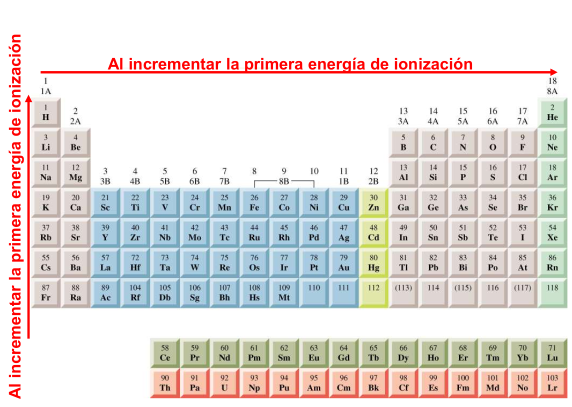 Al incrementar la primera energía de ionización
Al incrementar la primera energía de ionización
1 18
1A 8A
1 2 13 14 15 16 17 2
H 2A 3A 4A 5A 6A 7A He
3 4 5 6 7 8 9 10
Li Be B C N O F Ne
11 12 3 4 5 6 7 8 9 10 11 12 13 14 15 16 17 18
Na Mg 3B 4B 5B 6B 7B 8B 1B 2B Al Si P S Cl Ar
19 20 21 22 23 24 25 26 27 28 29 30 31 32 33 34 35 36
K Ca Sc Ti V Cr Mn Fe Co Ni Cu Zn Ga Ge As Se Br Kr
37 38 39 40 41 42 43 44 45 46 47 48 49 50 51 52 53 54
Rb Sr Y Zr Nb Mo Tc Ru Rh Pd Ag Cd In Sn Sb Te I Xe
55 56 57 72 73 74 75 76 77 78 79 80 81 82 83 84 85 86
Cs Ba La Hf Ta W Re Os Ir Pt Au Hg Tl Pb Bi Po At Rn
87 88 89 104 105 106 107 108 109 110 111 112 (113) 114 (115) 116 (117) 118
Fr Ra Ac Rf Db Sg Bh Hs Mt
58 59 60 61 62 63 64 65 66 67 68 69 70 71
Ce Pr Nd Pm Sm Eu Gd Tb Dy Ho Er Tm Yb Lu
90 91 92 93 94 95 96 97 98 99 100 101 102 103
Th Pa U Np Pu Am Cm Bk Cf Es Fm Md No Lr